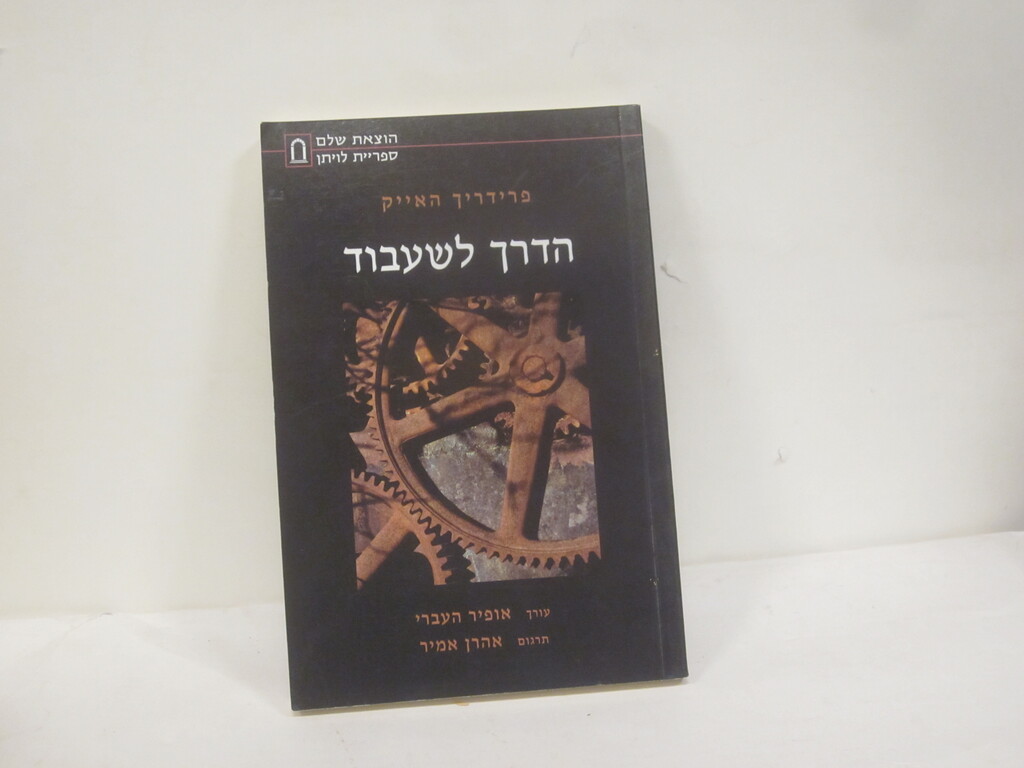 הוצאת שלם
ספריית לויתן
פרידריך האייק
הדרך לשעבוד
עורך אופיר העברי
תרגום אהרן אמיר